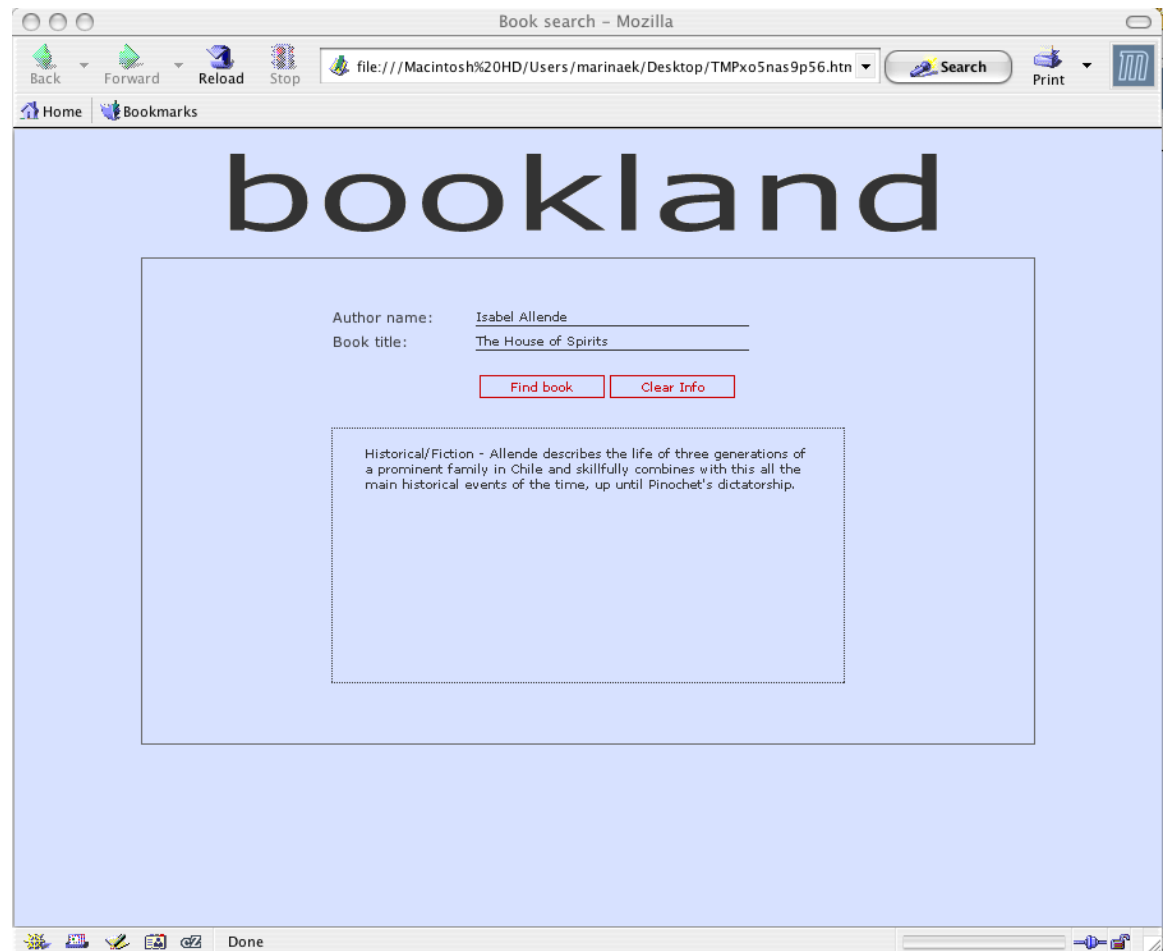 Book search - Mozilla
Back Forward Reload Stop file:///Macintosh%20HD/Users/marinaek/Desktop/TMPxo5nas9p56.htn Search Print
Home Bookmarks
bookland
Author name: Isabel Allende
Book title: The House of Spirits
Find book Clear Info
Historical/Fiction - Allende describes the life of three generations of
a prominent family in Chile and skillfully combines with this all the
main historical events of the time, up until Pinochet's dictatorship.
Done